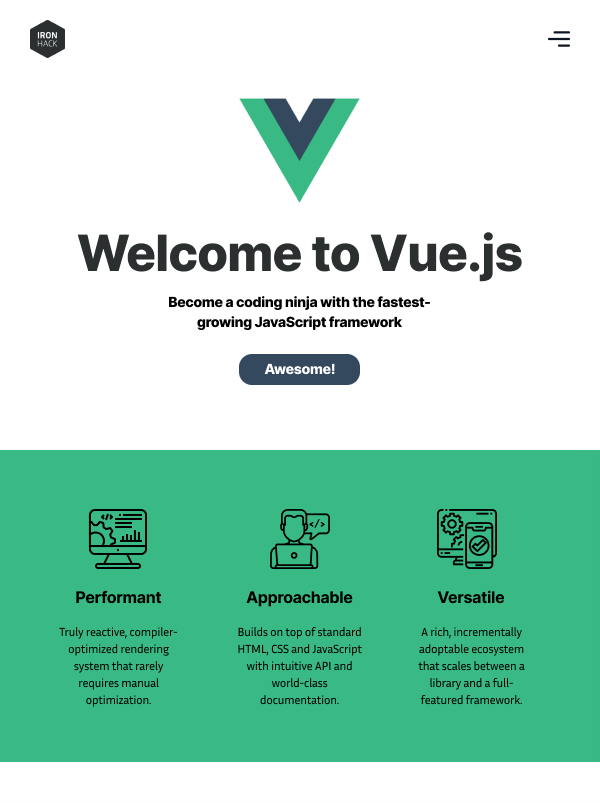 IRON
HACK
Welcome to Vue.js
Become a coding ninja with the fastest-
growing JavaScript framework
Awesome!
</>
Performant
Truly reactive, compiler-
optimized rendering
system that rarely
requires manual
optimization.
</>
Approachable
Builds on top of standard
HTML, CSS and JavaScript
with intuitive API and
world-class
documentation.
Versatile
A rich, incrementally
adoptable ecosystem
that scales between a
library and a full-
featured framework.